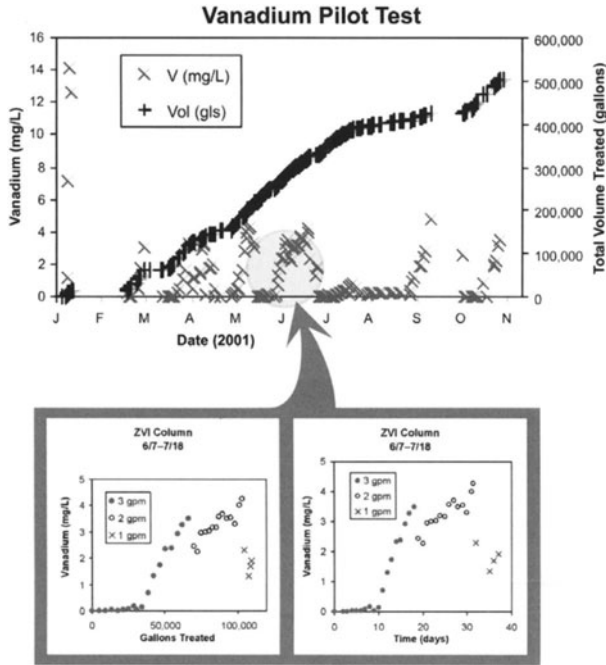 Vanadium Pilot Test
16
14
12
10
8
6
4
2
0
Vanadium (mg/L)
V (mg/L)
Vol (gls)
600,000
500,000
400,000
300,000
200,000
100,000
0
Total Volume Treated (gallons)
J F M A M J J A S O N
Date (2001)
ZVI Column
6/7–7/16
5
4
3
2
1
0
Vanadium (mg/L)
3 gpm
2 gpm
1 gpm
0 50,000 100,000
Gallons Treated
ZVI Column
6/7–7/18
5
4
3
2
1
0
Vanadium (mg/L)
3 gpm
2 gpm
1 gpm
0 10 20 30 40
Time (days)